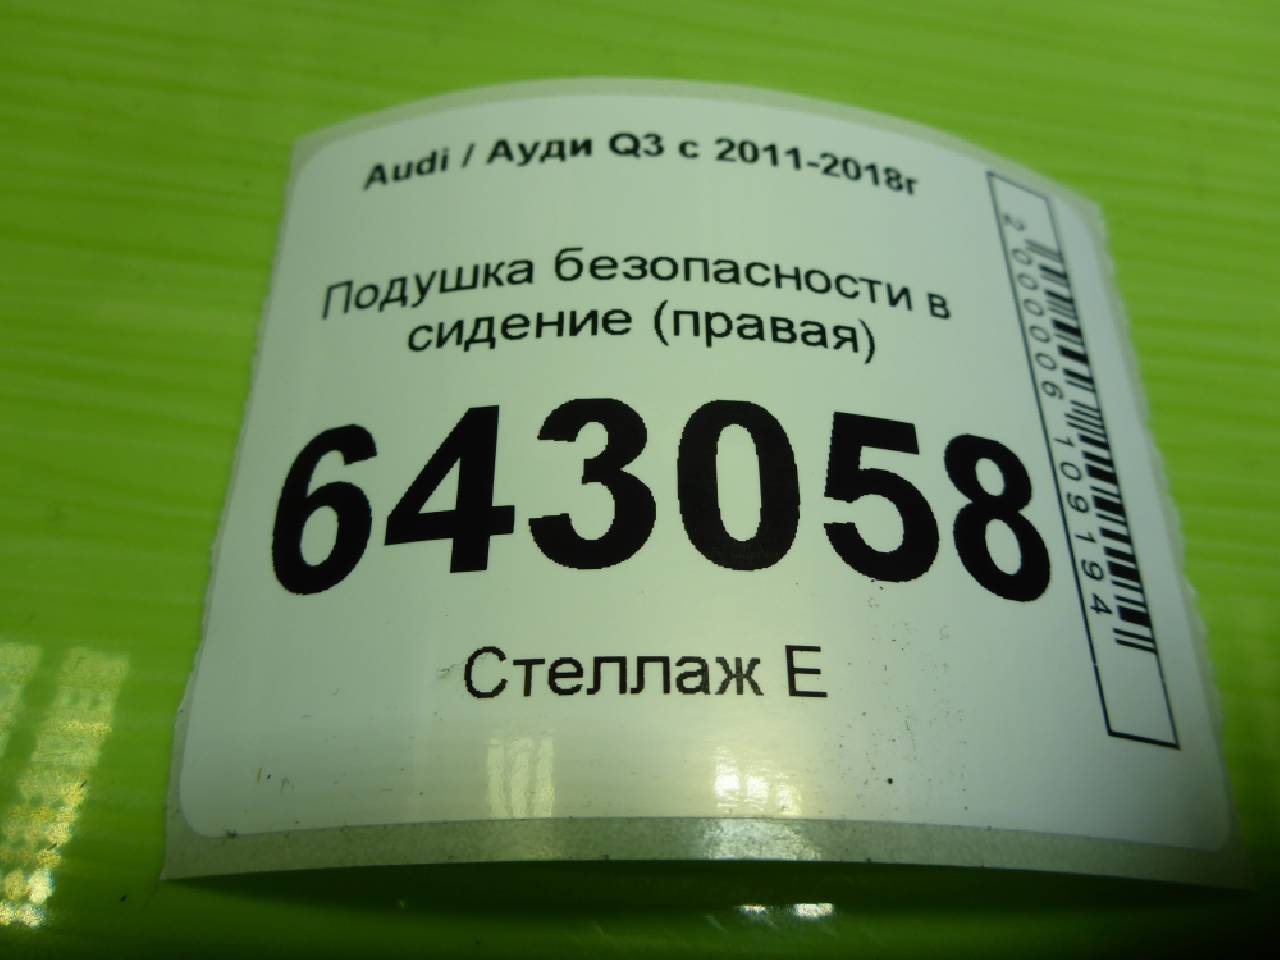 Audi / Ауди Q3 с 2011-2018г
Подушка безопасности в
сидение (правая)
643058
Стеллаж Е
2000006109194